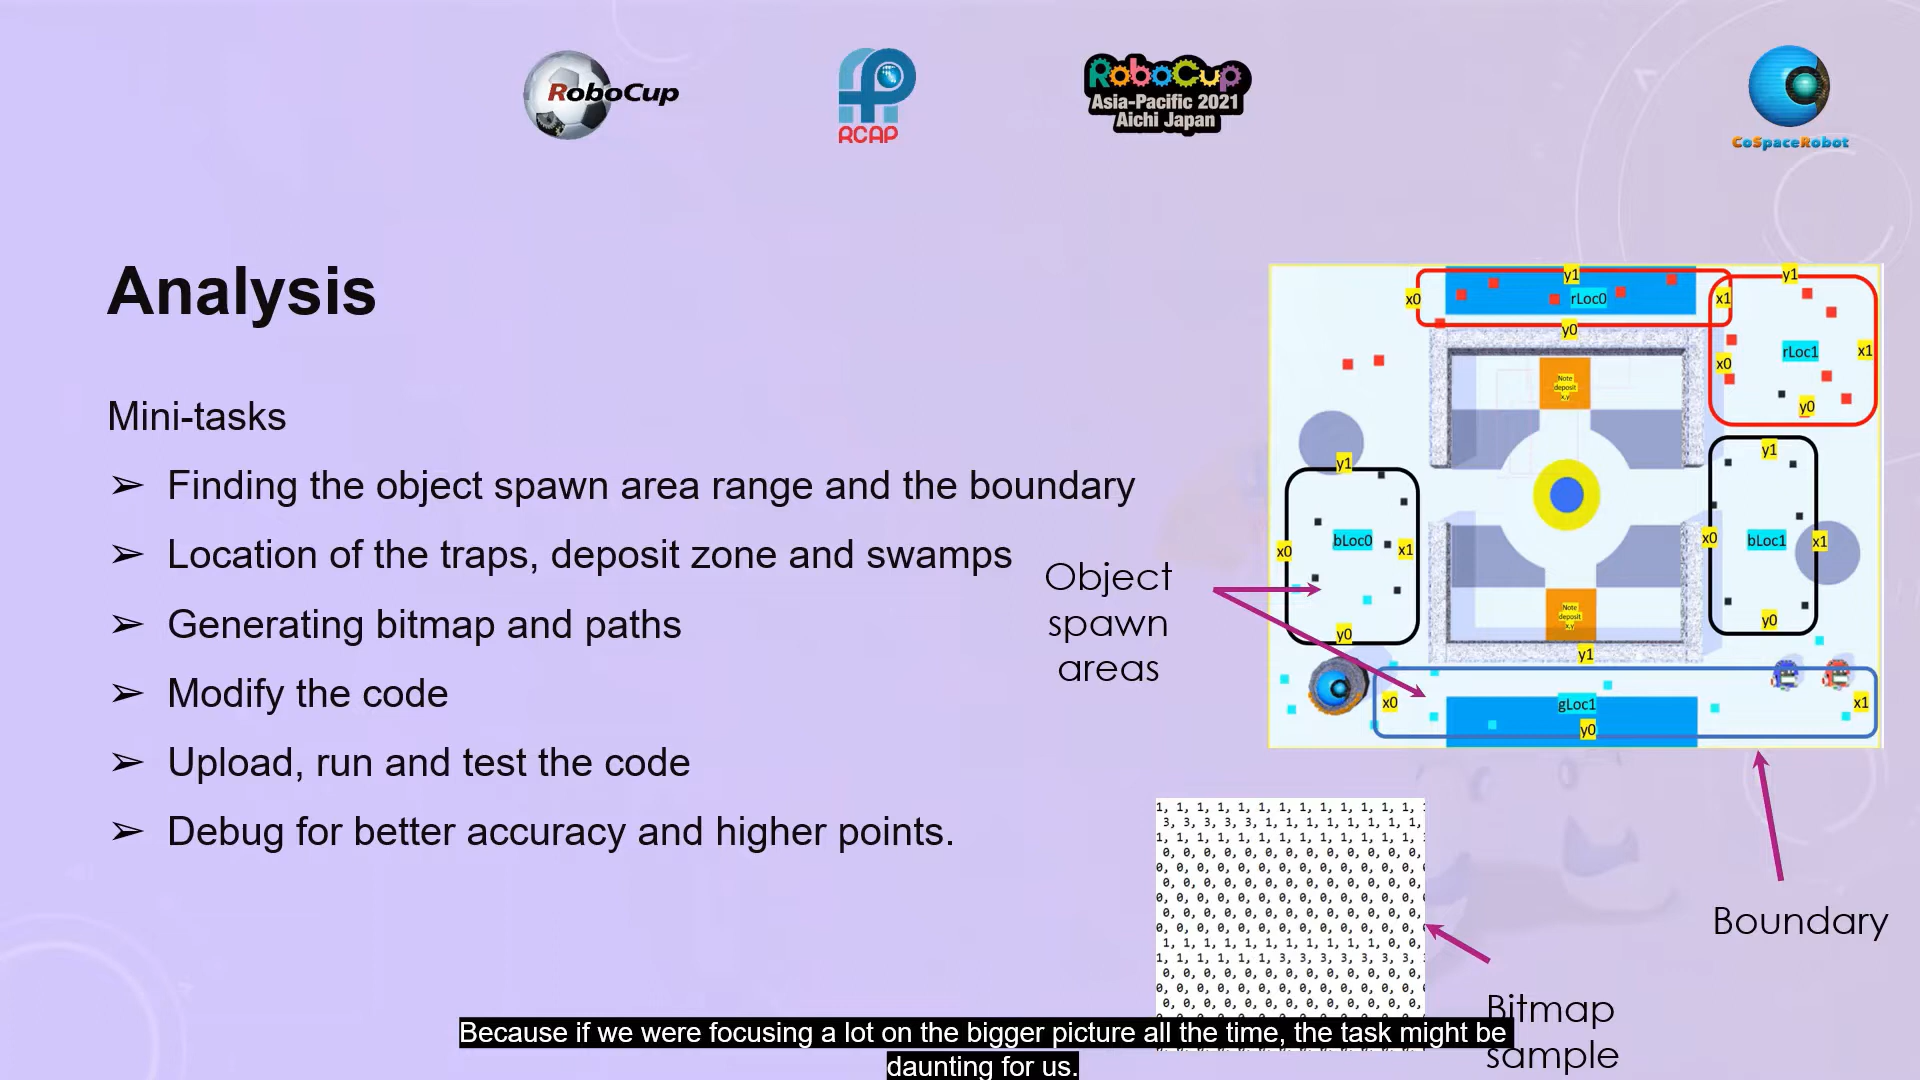 RoboCup
RCAP
RoboCup
Asia-Pacific 2021
Aichi Japan
CoSpaceRobot
Analysis
Mini-tasks
➢ Finding the object spawn area range and the boundary
➢ Location of the traps, deposit zone and swamps
➢ Generating bitmap and paths
➢ Modify the code
➢ Upload, run and test the code
➢ Debug for better accuracy and higher points.
Object
spawn
areas
y1
x0
rLoc0
x1
y0
y1
rLoc1
x0
x1
y0
Note
deposit
x,y
y1
x0
bLoc0
x1
y0
y1
x0
bLoc1
x1
y0
Note
deposit
x,y
y1
x0
gLoc1
x1
y0
Boundary
Bitmap
sample
Because if we were focusing a lot on the bigger picture all the time, the task might be
daunting for us.